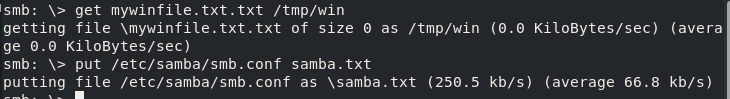 smb: \> get mywinfile.txt.txt /tmp/win
getting file \mywinfile.txt.txt of size 0 as /tmp/win (0.0 KiloBytes/sec) (avera
ge 0.0 KiloBytes/sec)
smb: \> put /etc/samba/smb.conf samba.txt
putting file /etc/samba/smb.conf as \samba.txt (250.5 kb/s) (average 66.8 kb/s)
smb: \>